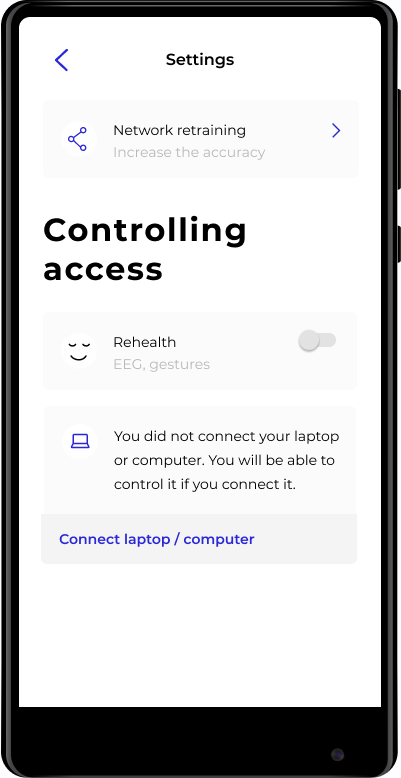 Settings
Network retraining
Increase the accuracy
Controlling
access
Rehealth
EEG, gestures
You did not connect your laptop
or computer. You will be able to
control it if you connect it.
Connect laptop / computer